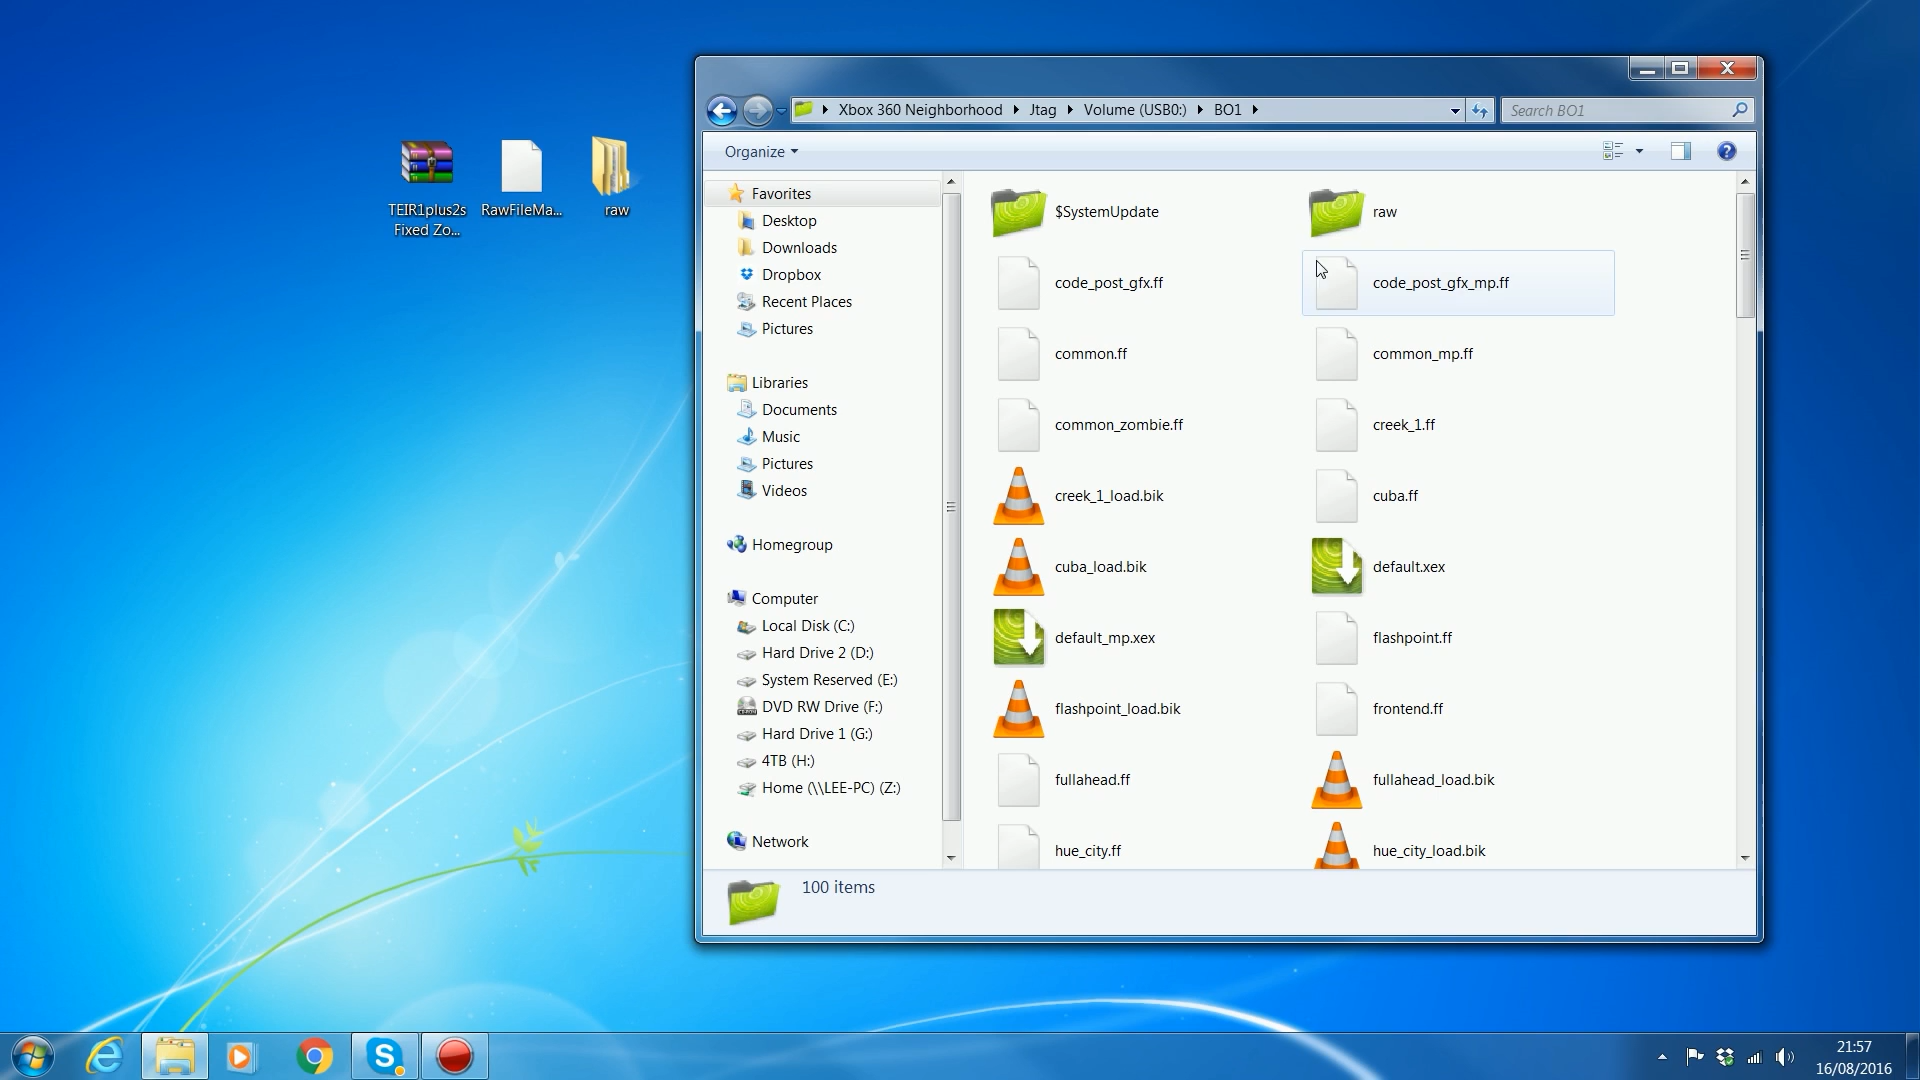 TEIR1plus2s
Fixed Zo...
RawFileMa...
raw
Xbox 360 Neighborhood
Jtag
Volume (USB0:)
BO1
Search BO1
Organize
Favorites
Desktop
Downloads
Dropbox
Recent Places
Pictures
Libraries
Documents
Music
Pictures
Videos
Homegroup
Computer
Local Disk (C:)
Hard Drive 2 (D:)
System Reserved (E:)
DVD RW Drive (F:)
Hard Drive 1 (G:)
4TB (H:)
Home (\\LEE-PC) (Z:)
Network
$SystemUpdate
raw
code_post_gfx.ff
code_post_gfx_mp.ff
common.ff
common_mp.ff
common_zombie.ff
creek_1.ff
creek_1_load.bik
cuba.ff
cuba_load.bik
default.xex
default_mp.xex
flashpoint.ff
flashpoint_load.bik
frontend.ff
fullahead.ff
fullahead_load.bik
hue_city.ff
hue_city_load.bik
100 items
21:57
16/08/2016